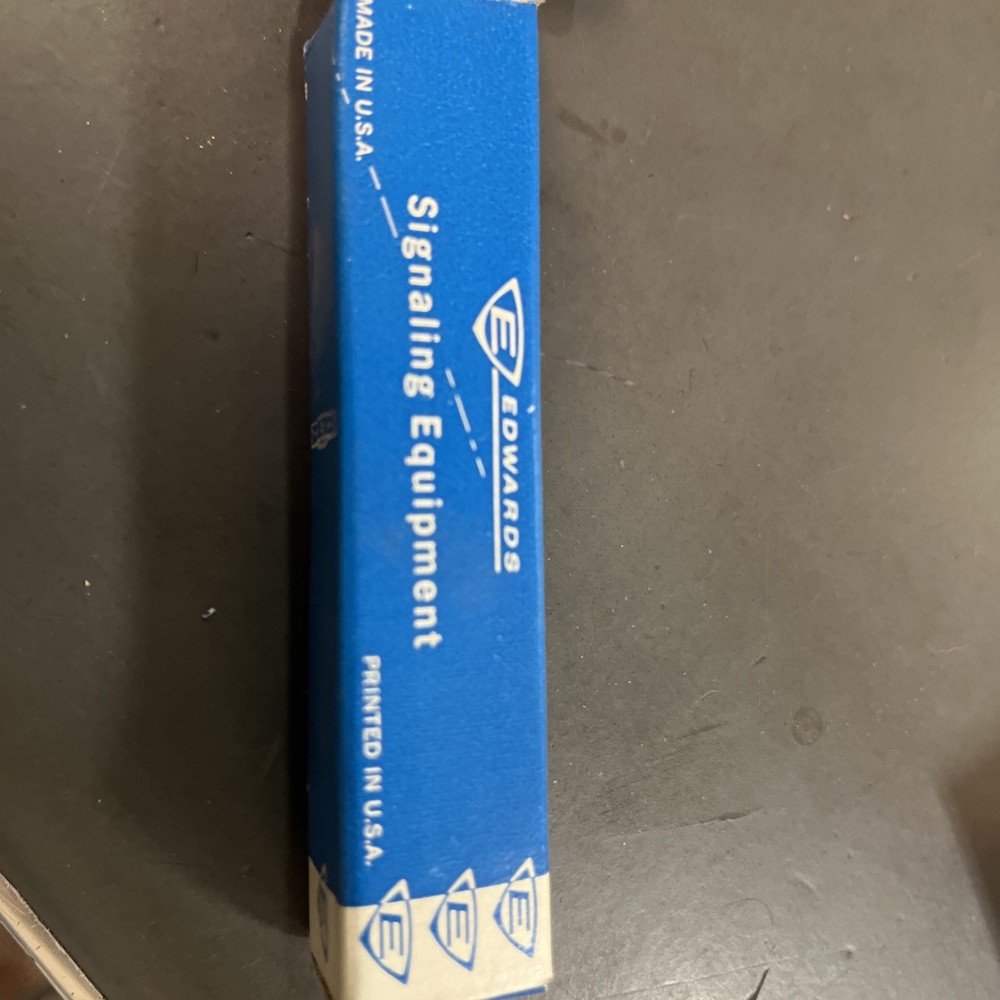 E EDWARDS
Signaling Equipment
MADE IN U.S.A.
PRINTED IN U.S.A.
E
E
E